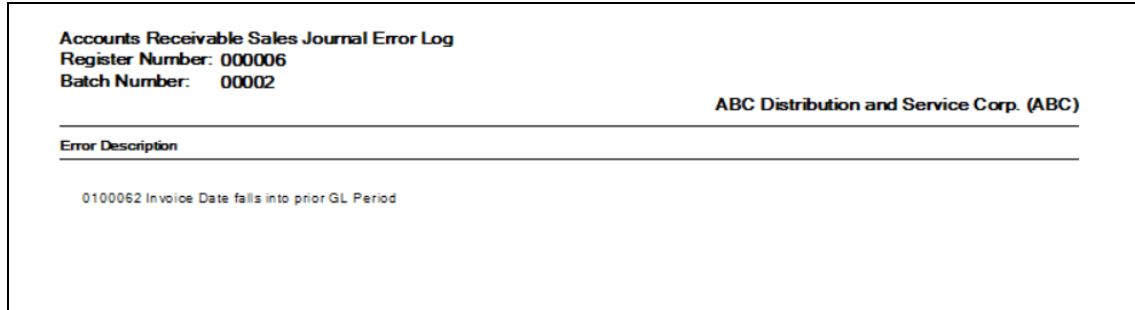 Accounts Receivable Sales Journal Error Log
Register Number: 000006
Batch Number: 00002
ABC Distribution and Service Corp. (ABC)
Error Description
0100062 Invoice Date falls into prior GL Period